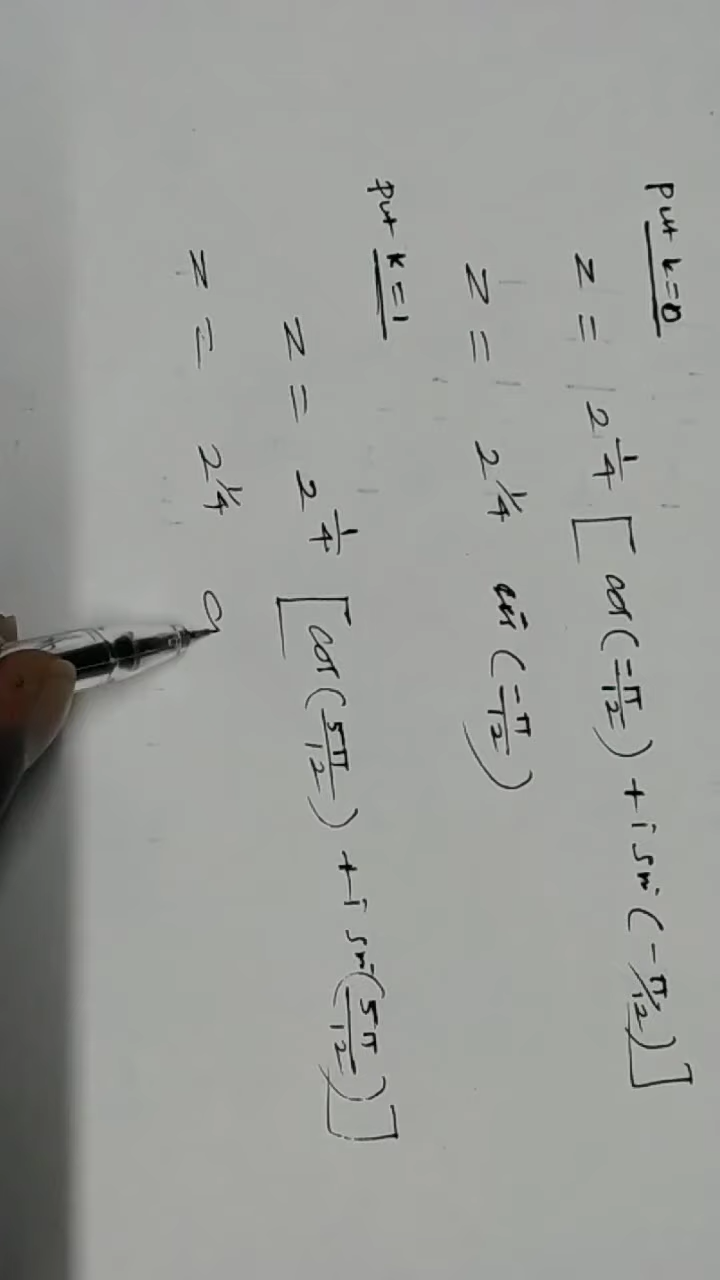 put k=0
z = 2^{1/4} [cos(-π/12) + i sin(-π/12)]
z = 2^{1/4} cis(-π/12)
put k=1
z = 2^{1/4} [cos(5π/12) + i sin(5π/12)]
z = 2^{1/4} c